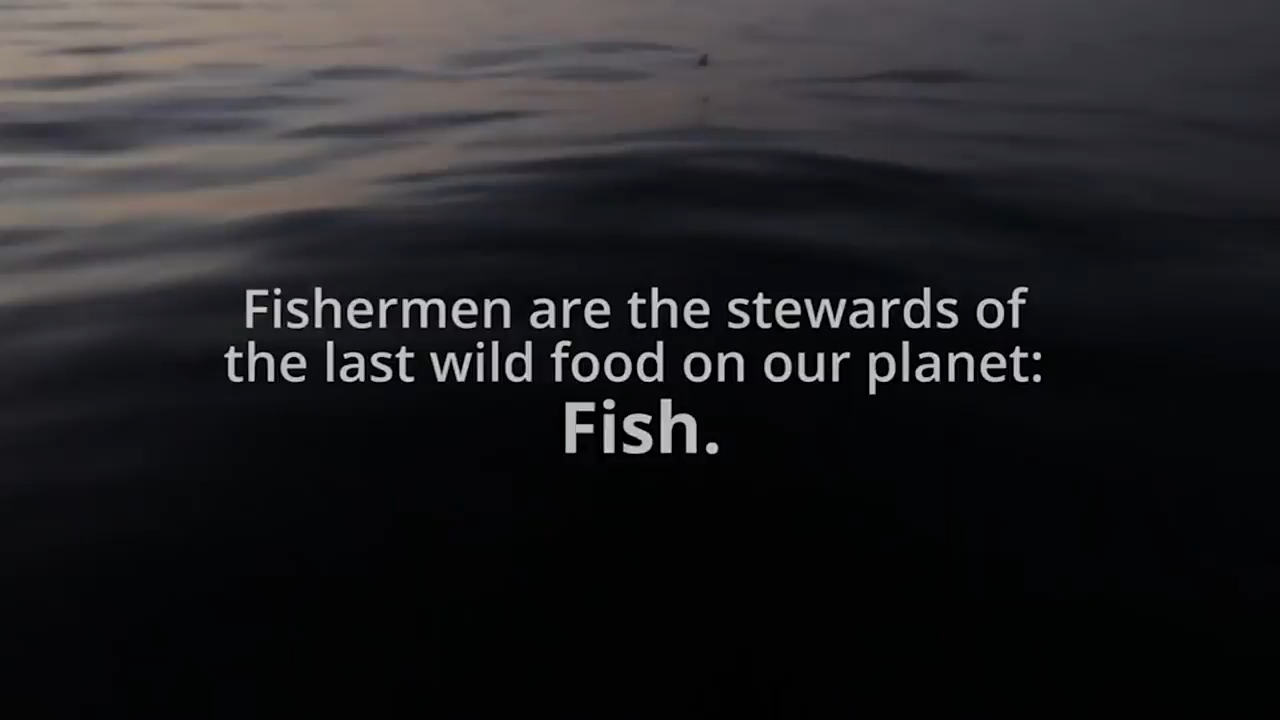 Fishermen are the stewards of
the last wild food on our planet:
Fish.